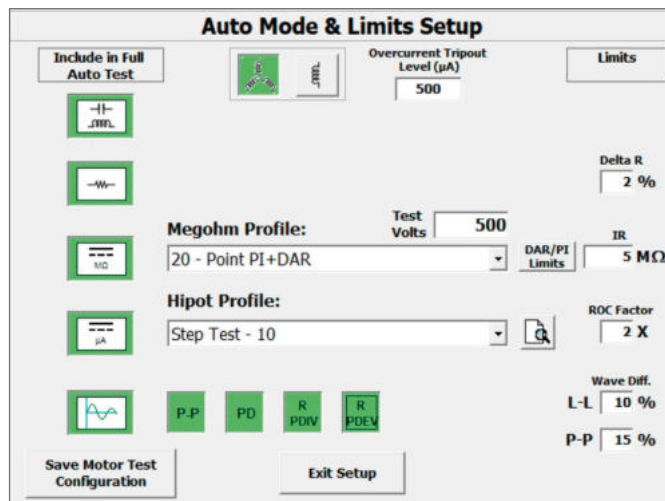 Auto Mode & Limits Setup
Include in Full
Auto Test
Overcurrent Tripout
Level (µA)
500
Limits
Delta R
2 %
Test
Volts 500
Megohm Profile:
20 - Point PI+DAR
DAR/PI
Limits
IR
5 MΩ
MΩ
Hipot Profile:
Step Test - 10
ROC Factor
2 X
µA
Wave Diff.
L-L 10 %
P-P
PD
R
PDIV
R
PDEV
P-P 15 %
Save Motor Test
Configuration
Exit Setup